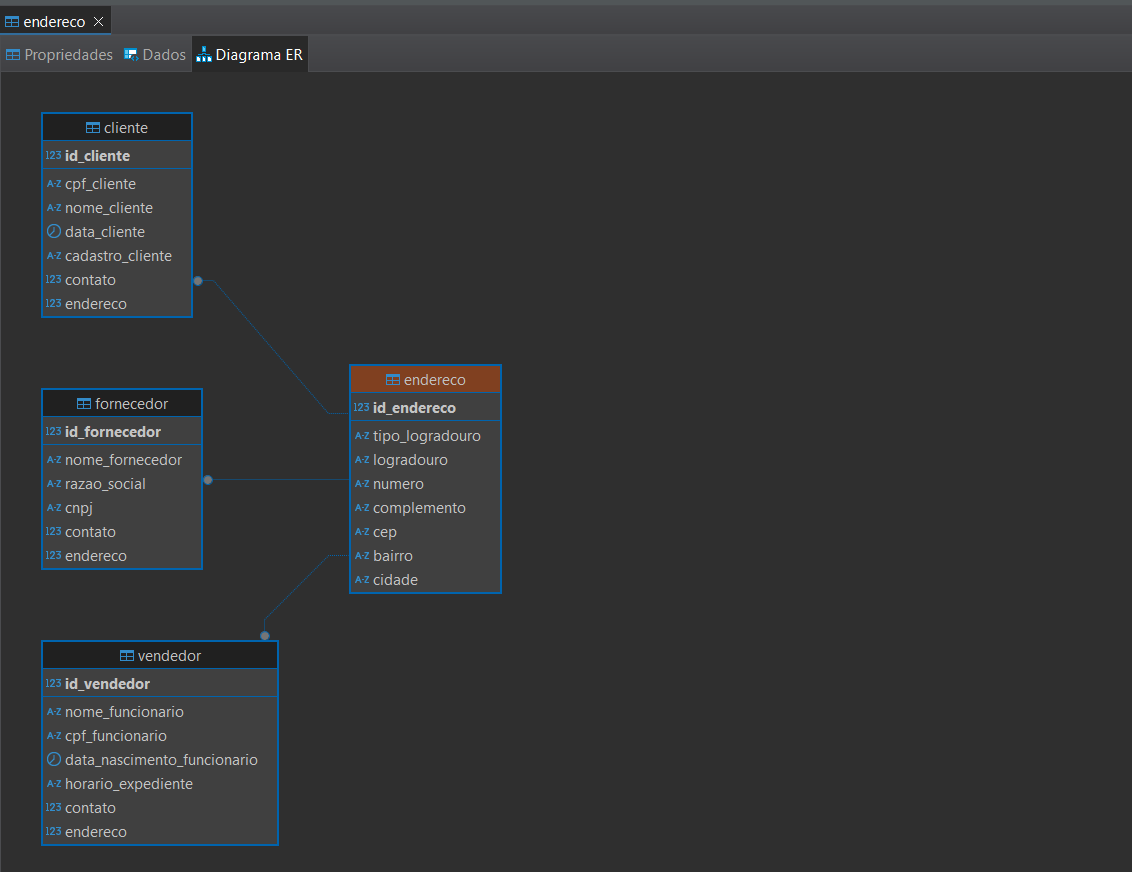 endereco
Propriedades Dados Diagrama ER
cliente
123 id_cliente
A-Z cpf_cliente
A-Z nome_cliente
data_cliente
A-Z cadastro_cliente
123 contato
123 endereco
fornecedor
123 id_fornecedor
A-Z nome_fornecedor
A-Z razao_social
A-Z cnpj
123 contato
123 endereco
endereco
123 id_endereco
A-Z tipo_logradouro
A-Z logradouro
A-Z numero
A-Z complemento
A-Z cep
A-Z bairro
A-Z cidade
vendedor
123 id_vendedor
A-Z nome_funcionario
A-Z cpf_funcionario
data_nascimento_funcionario
A-Z horario_expediente
123 contato
123 endereco